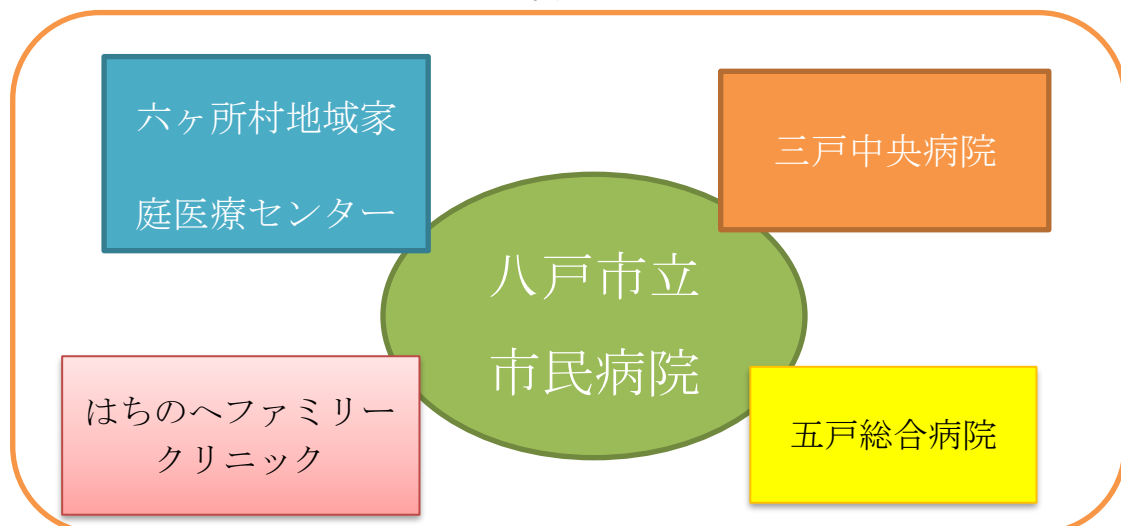 六ヶ所村地域家
庭医療センター
三戸中央病院
八戸市立
市民病院
はちのへファミリー
クリニック
五戸総合病院